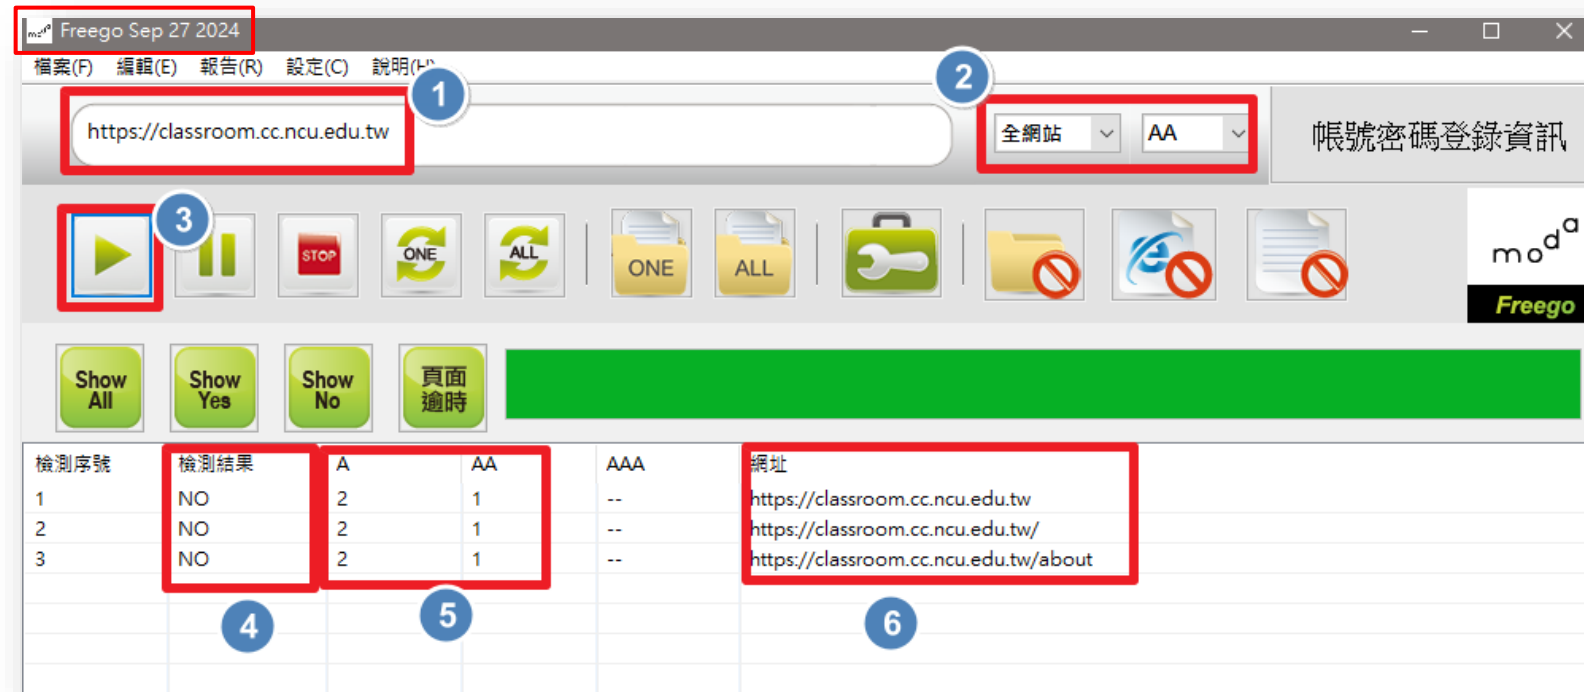 moda Freego Sep 27 2024
檔案(F) 編輯(E) 報告(R) 設定(C) 說明(H)
1
2
https://classroom.cc.ncu.edu.tw
全網站
AA
帳號密碼登錄資訊
3
STOP
ONE
ALL
ONE
ALL
moda
Freego
Show All
Show Yes
Show No
頁面逾時
檢測序號 檢測結果 A AA AAA 網址
1 NO 2 1 -- https://classroom.cc.ncu.edu.tw
2 NO 2 1 -- https://classroom.cc.ncu.edu.tw/
3 NO 2 1 -- https://classroom.cc.ncu.edu.tw/about
4
5
6